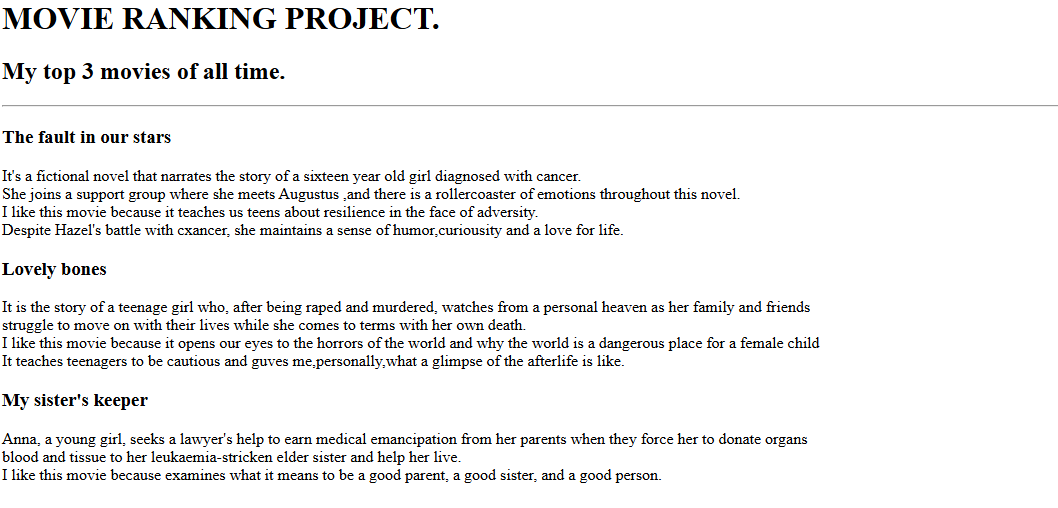 MOVIE RANKING PROJECT.
My top 3 movies of all time.
The fault in our stars
It's a fictional novel that narrates the story of a sixteen year old girl diagnosed with cancer.
She joins a support group where she meets Augustus ,and there is a rollercoaster of emotions throughout this novel.
I like this movie because it teaches us teens about resilience in the face of adversity.
Despite Hazel's battle with cxancer, she maintains a sense of humor,curiousity and a love for life.
Lovely bones
It is the story of a teenage girl who, after being raped and murdered, watches from a personal heaven as her family and friends
struggle to move on with their lives while she comes to terms with her own death.
I like this movie because it opens our eyes to the horrors of the world and why the world is a dangerous place for a female child
It teaches teenagers to be cautious and guves me,personally,what a glimpse of the afterlife is like.
My sister's keeper
Anna, a young girl, seeks a lawyer's help to earn medical emancipation from her parents when they force her to donate organs
blood and tissue to her leukaemia-stricken elder sister and help her live.
I like this movie because examines what it means to be a good parent, a good sister, and a good person.